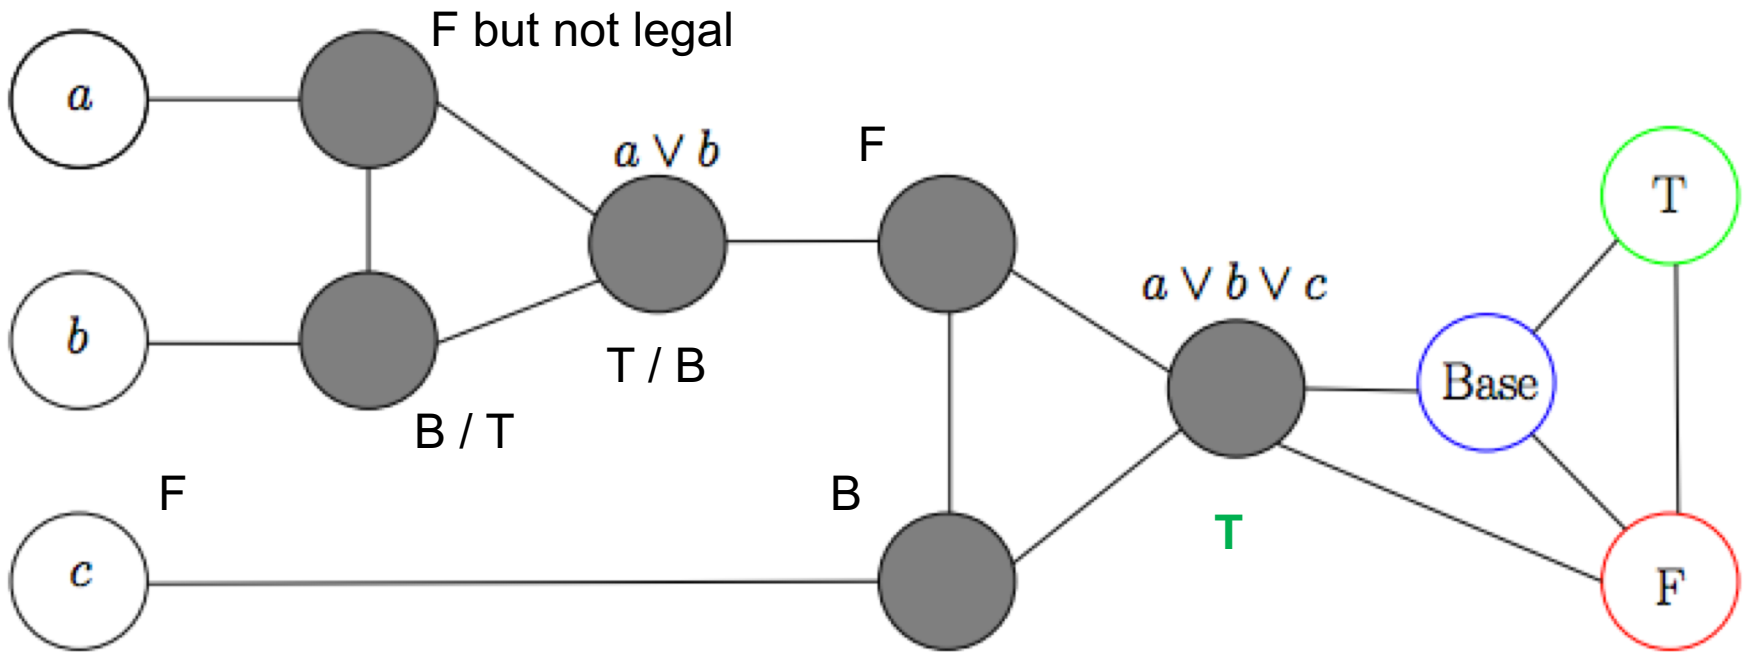 F but not legal
a
a ∨ b
F
T
a ∨ b ∨ c
b
T / B
Base
B / T
F
B
T
c
F